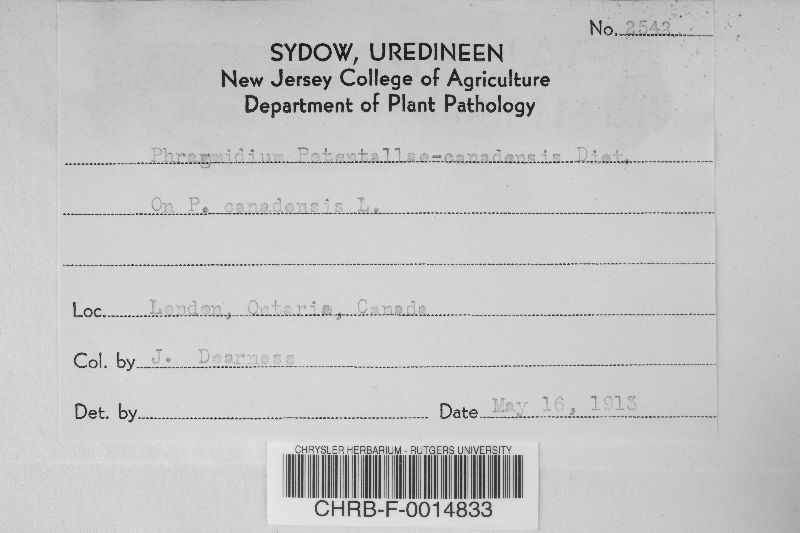 No. 2542
SYDOW, UREDINEEN
New Jersey College of Agriculture
Department of Plant Pathology
Phragmidium Potentallae-canadensis Diet.
On P. canadensis L.
Loc. London, Ontario, Canada
Col. by J. Dearness
Det. by
Date May 16, 1913
CHRYSLER HERBARIUM - RUTGERS UNIVERSITY
CHRB-F-0014833